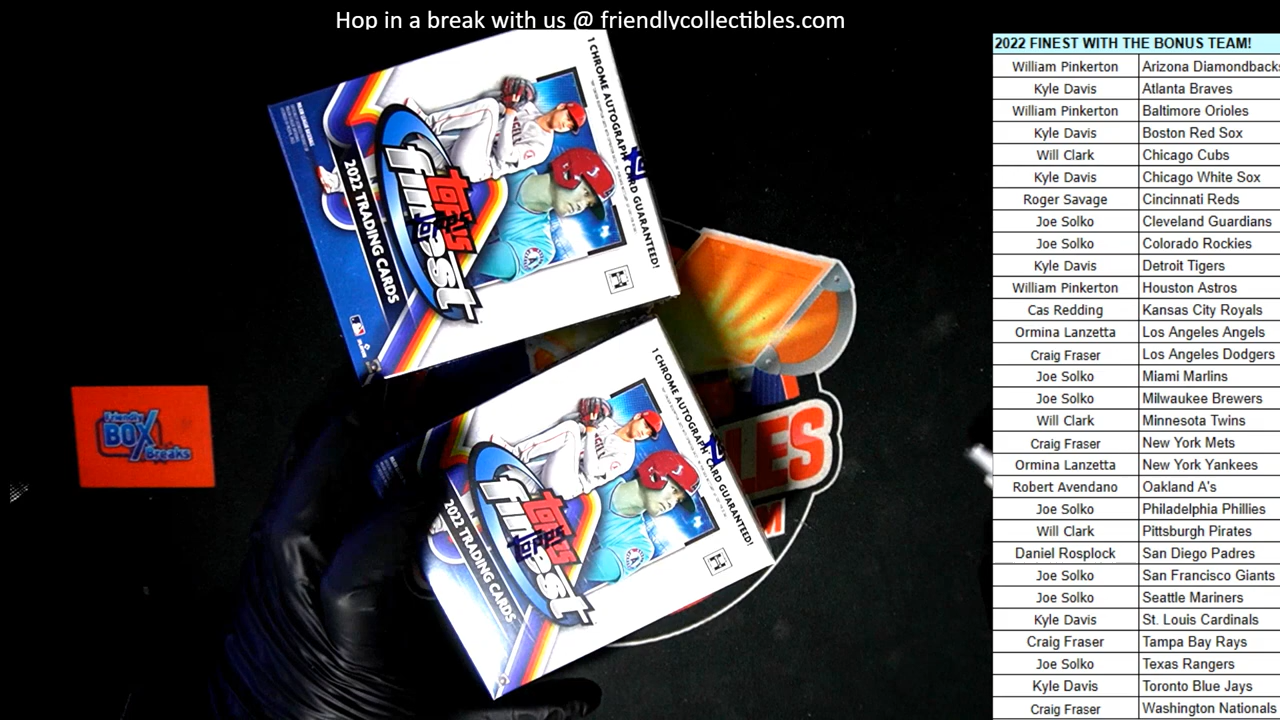 Hop in a break with us @ friendlycollectibles.com
2022 FINEST WITH THE BONUS TEAM!
William Pinkerton Arizona Diamondbacks
Kyle Davis Atlanta Braves
William Pinkerton Baltimore Orioles
Kyle Davis Boston Red Sox
Will Clark Chicago Cubs
Kyle Davis Chicago White Sox
Roger Savage Cincinnati Reds
Joe Solko Cleveland Guardians
Joe Solko Colorado Rockies
Kyle Davis Detroit Tigers
William Pinkerton Houston Astros
Cas Redding Kansas City Royals
Ormina Lanzetta Los Angeles Angels
Craig Fraser Los Angeles Dodgers
Joe Solko Miami Marlins
Joe Solko Milwaukee Brewers
Will Clark Minnesota Twins
Craig Fraser New York Mets
Ormina Lanzetta New York Yankees
Robert Avendano Oakland A's
Joe Solko Philadelphia Phillies
Will Clark Pittsburgh Pirates
Daniel Rosplock San Diego Padres
Joe Solko San Francisco Giants
Joe Solko Seattle Mariners
Kyle Davis St. Louis Cardinals
Craig Fraser Tampa Bay Rays
Joe Solko Texas Rangers
Kyle Davis Toronto Blue Jays
Craig Fraser Washington Nationals
1 CHROME AUTOGRAPH CARD GUARANTEED!
topps
finest
2022 TRADING CARDS
H
1 CHROME AUTOGRAPH CARD GUARANTEED!
topps
finest
2022 TRADING CARDS
H
Friendly
BOX
Breaks
LES